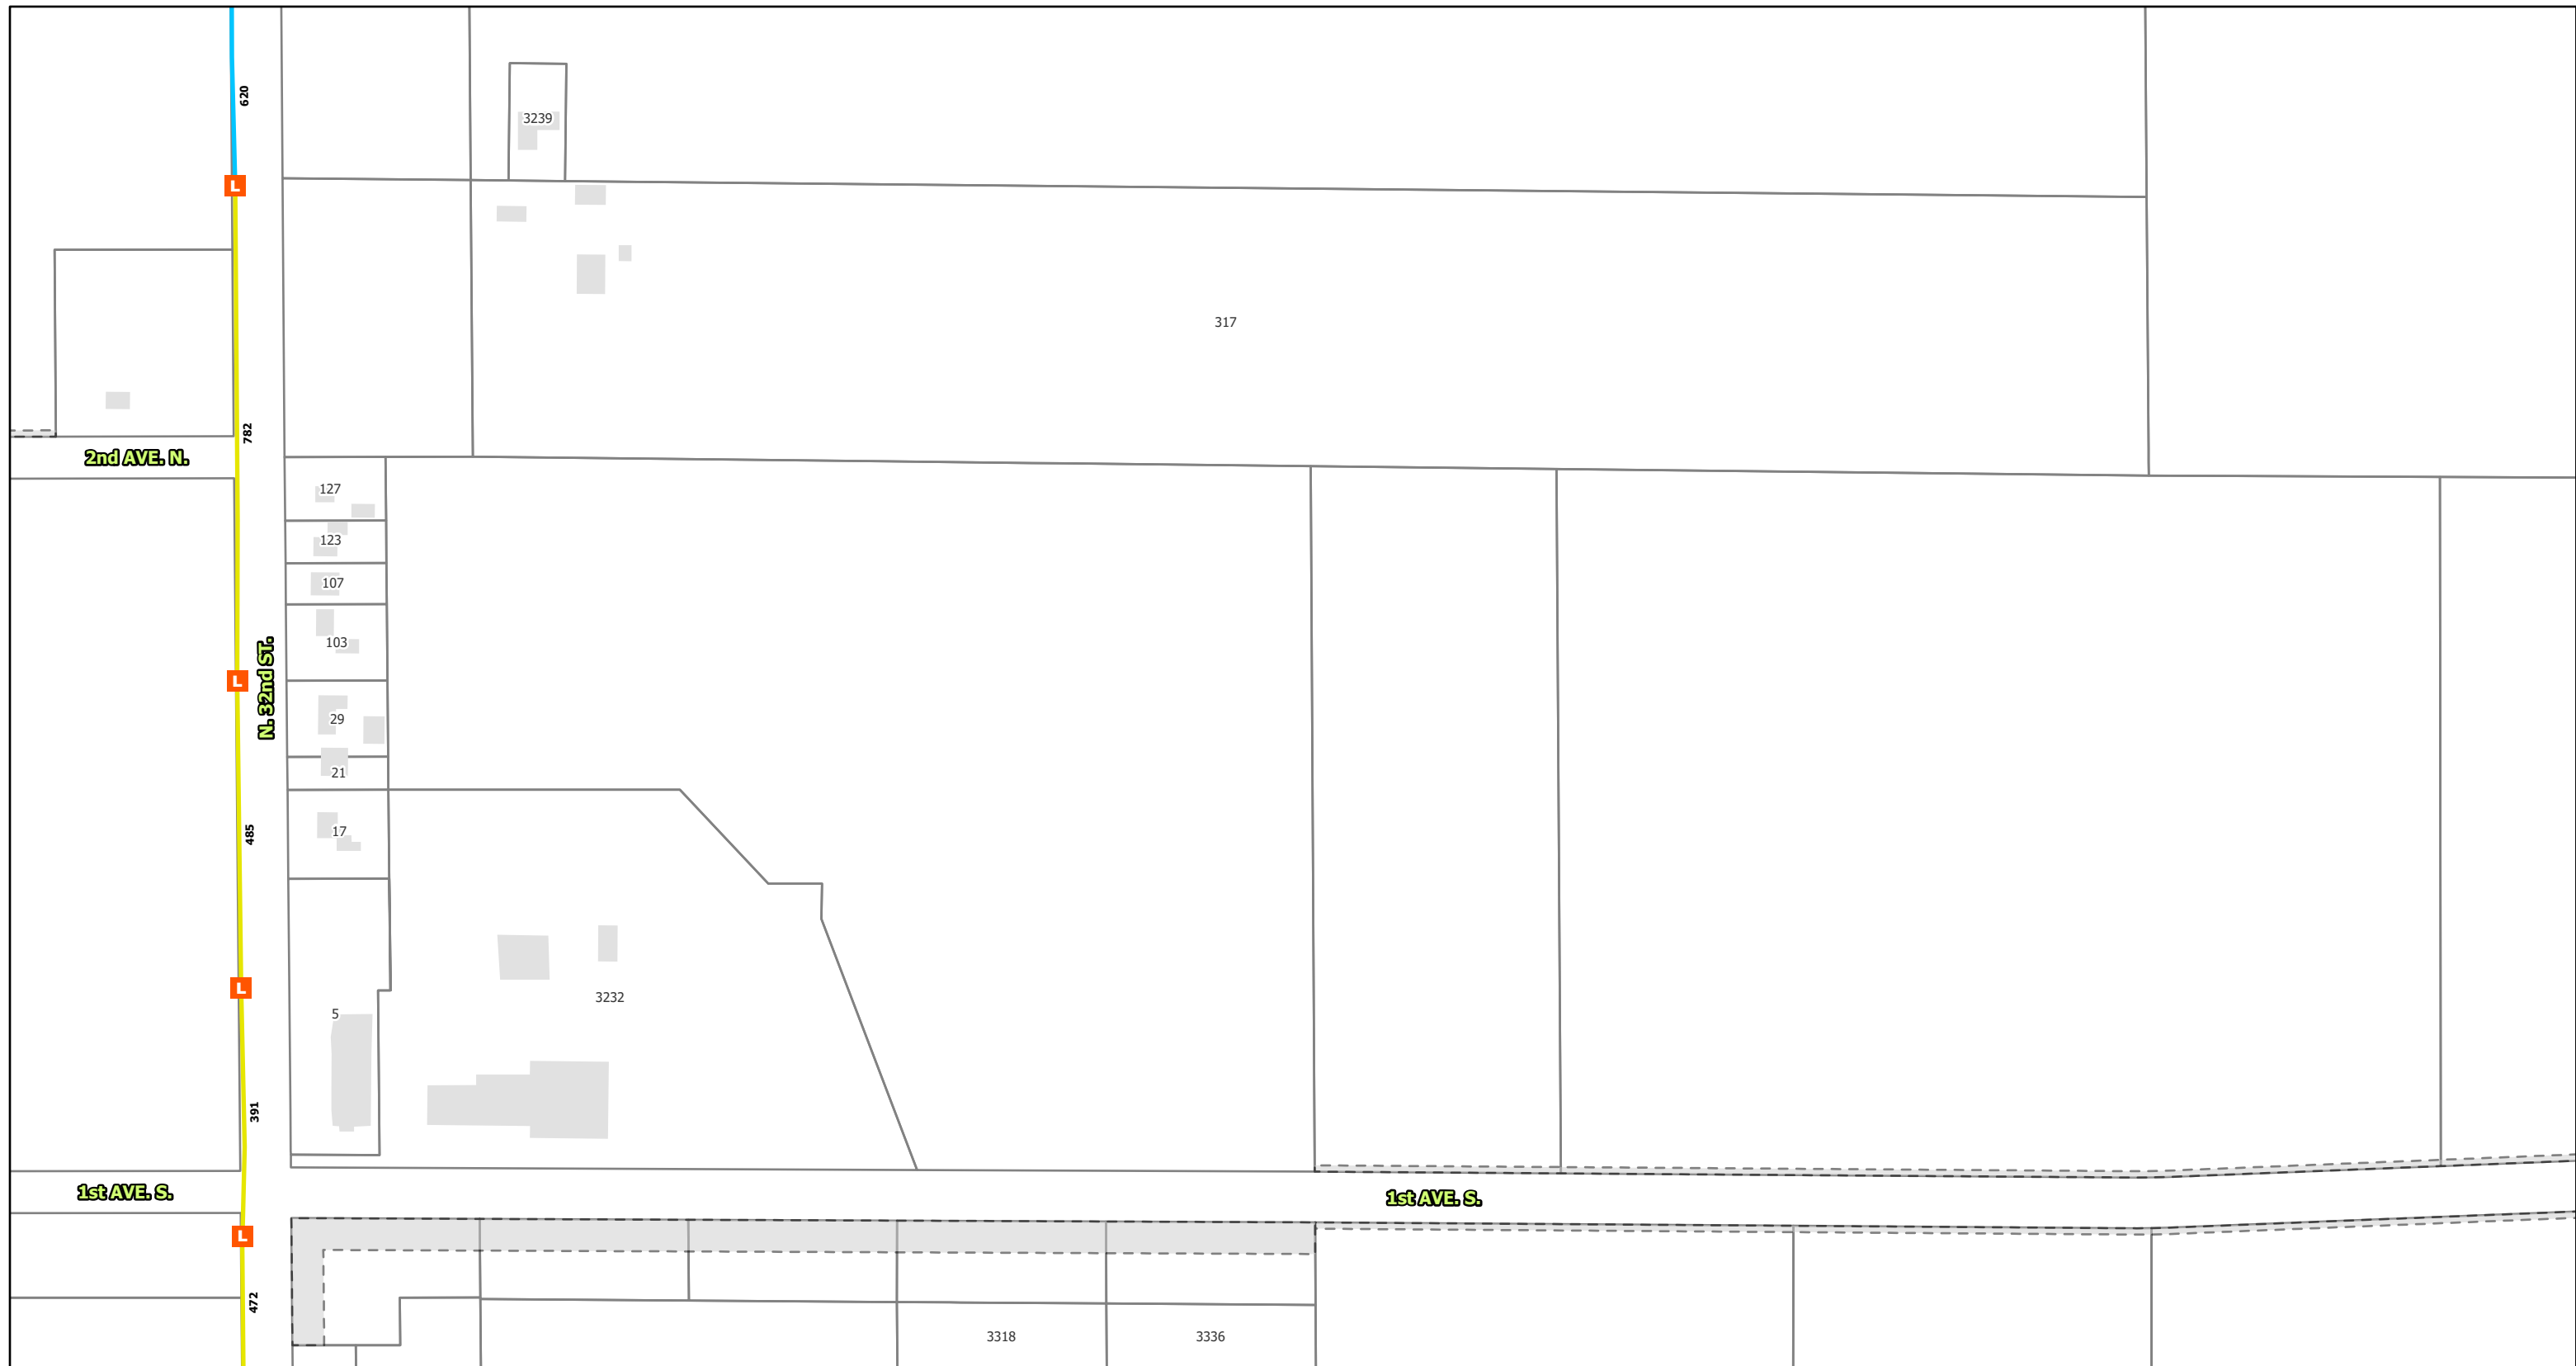 620
3239
L
317
782
2nd AVE. N.
127
123
107
103
L
N. 32nd ST.
29
21
17
485
L
3232
5
391
1st AVE. S.
1st AVE. S.
L
472
3318
3336